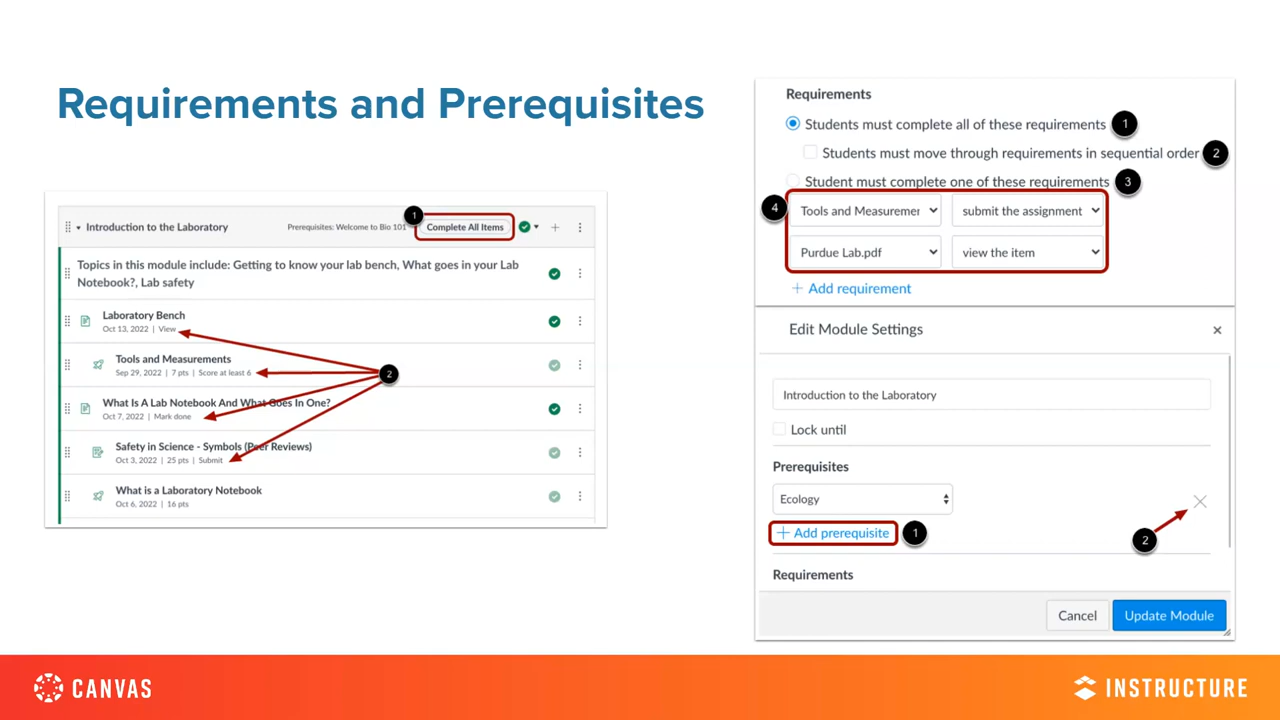 Requirements and Prerequisites
1
Introduction to the Laboratory
Prerequisites: Welcome to Bio 101
Complete All Items
Topics in this module include: Getting to know your lab bench, What goes in your Lab
Notebook?, Lab safety
Laboratory Bench
Oct 13, 2022 | View
Tools and Measurements
Sep 29, 2022 | 7 pts | Score at least 6
2
What Is A Lab Notebook And What Goes In One?
Oct 7, 2022 | Mark done
Safety in Science - Symbols (Peer Reviews)
Oct 3, 2022 | 25 pts | Submit
What is a Laboratory Notebook
Oct 6, 2022 | 16 pts
Requirements
Students must complete all of these requirements 1
Students must move through requirements in sequential order 2
Student must complete one of these requirements 3
4 Tools and Measuremer submit the assignment
Purdue Lab.pdf view the item
+ Add requirement
Edit Module Settings ×
Introduction to the Laboratory
Lock until
Prerequisites
Ecology
+ Add prerequisite 1
2
Requirements
Cancel Update Module
CANVAS
INSTRUCTURE